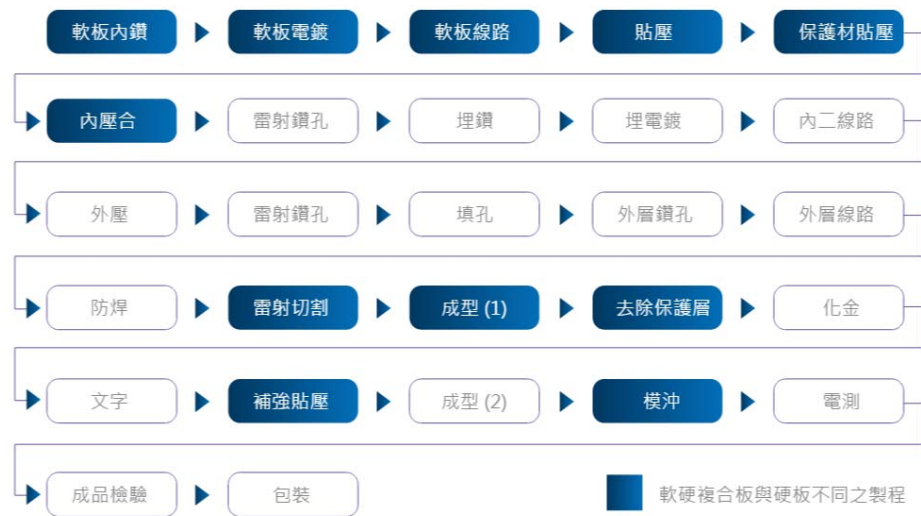 軟板內鑽
軟板電鍍
軟板線路
貼壓
保護材貼壓
內壓合
雷射鑽孔
埋鑽
埋電鍍
內二線路
外壓
雷射鑽孔
填孔
外層鑽孔
外層線路
防焊
雷射切割
成型 (1)
去除保護層
化金
文字
補強貼壓
成型 (2)
模沖
電測
成品檢驗
包裝
軟硬複合板與硬板不同之製程